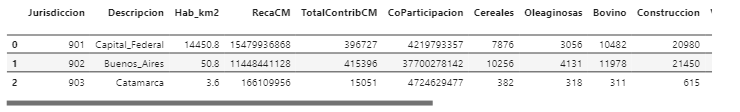 Jurisdiccion Descripcion Hab_km2 RecaCM TotalContribCM CoParticipacion Cereales Oleaginosas Bovino Construccion
0 901 Capital_Federal 14450.8 15479936868 396727 4219793357 7876 3056 10482 20980
1 902 Buenos_Aires 50.8 11448441128 415396 37700278142 10256 4131 11978 21450
2 903 Catamarca 3.6 166109956 15051 4724629477 382 318 311 615